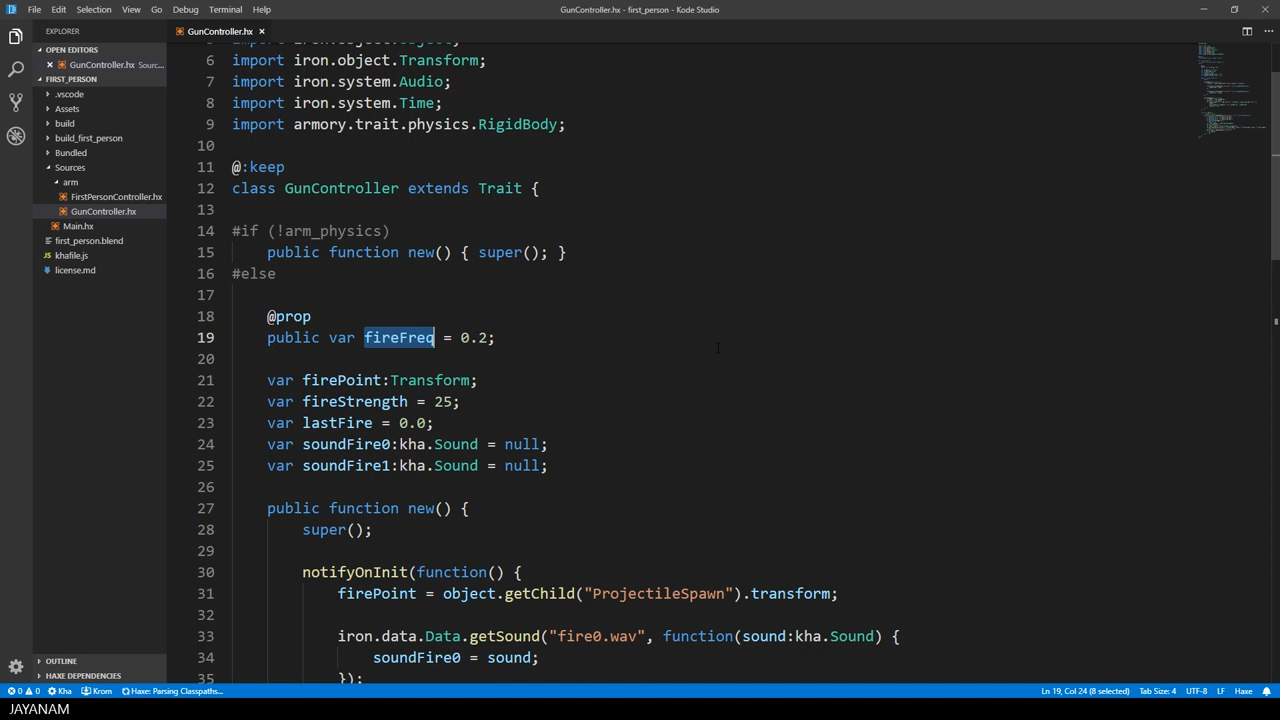 File Edit Selection View Go Debug Terminal Help
GunController.hx - first_person - Kode Studio
EXPLORER
OPEN EDITORS
GunController.hx Sourc...
FIRST_PERSON
.vscode
Assets
build
build_first_person
Bundled
Sources
arm
FirstPersonController.hx
GunController.hx
Main.hx
first_person.blend
khafile.js
license.md
OUTLINE
HAXE DEPENDENCIES
GunController.hx
6 import iron.object.Transform;
7 import iron.system.Audio;
8 import iron.system.Time;
9 import armory.trait.physics.RigidBody;
10
11 @:keep
12 class GunController extends Trait {
13
14 #if (!arm_physics)
15 public function new() { super(); }
16 #else
17
18 @prop
19 public var fireFreq = 0.2;
20
21 var firePoint:Transform;
22 var fireStrength = 25;
23 var lastFire = 0.0;
24 var soundFire0:kha.Sound = null;
25 var soundFire1:kha.Sound = null;
26
27 public function new() {
28 super();
29
30 notifyOnInit(function() {
31 firePoint = object.getChild("ProjectileSpawn").transform;
32
33 iron.data.Data.getSound("fire0.wav", function(sound:kha.Sound) {
34 soundFire0 = sound;
35 });
0 0 Kha Krom Haxe: Parsing Classpaths...
Ln 19, Col 24 (8 selected) Tab Size: 4 UTF-8 LF Haxe
JAYANAM